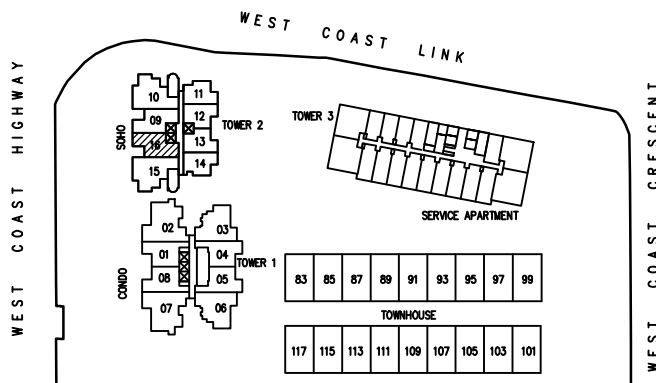 WEST COAST LINK
WEST COAST HIGHWAY
WEST COAST CRESCENT
10
11
09
12
TOWER 2
SOHO
16
13
15
14
TOWER 3
SERVICE APARTMENT
02
03
01
04
TOWER 1
CONDO
08
05
07
06
83 85 87 89 91 93 95 97 99
TOWNHOUSE
117 115 113 111 109 107 105 103 101